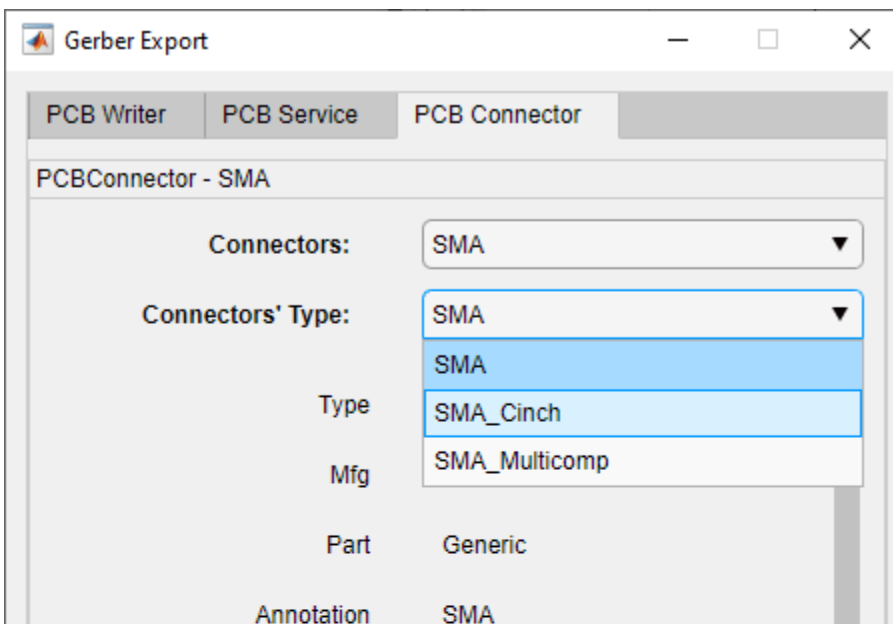 Gerber Export
PCB Writer PCB Service PCB Connector
PCBConnector - SMA
Connectors: SMA
Connectors' Type: SMA
SMA
Type SMA_Cinch
Mfg SMA_Multicomp
Part Generic
Annotation SMA